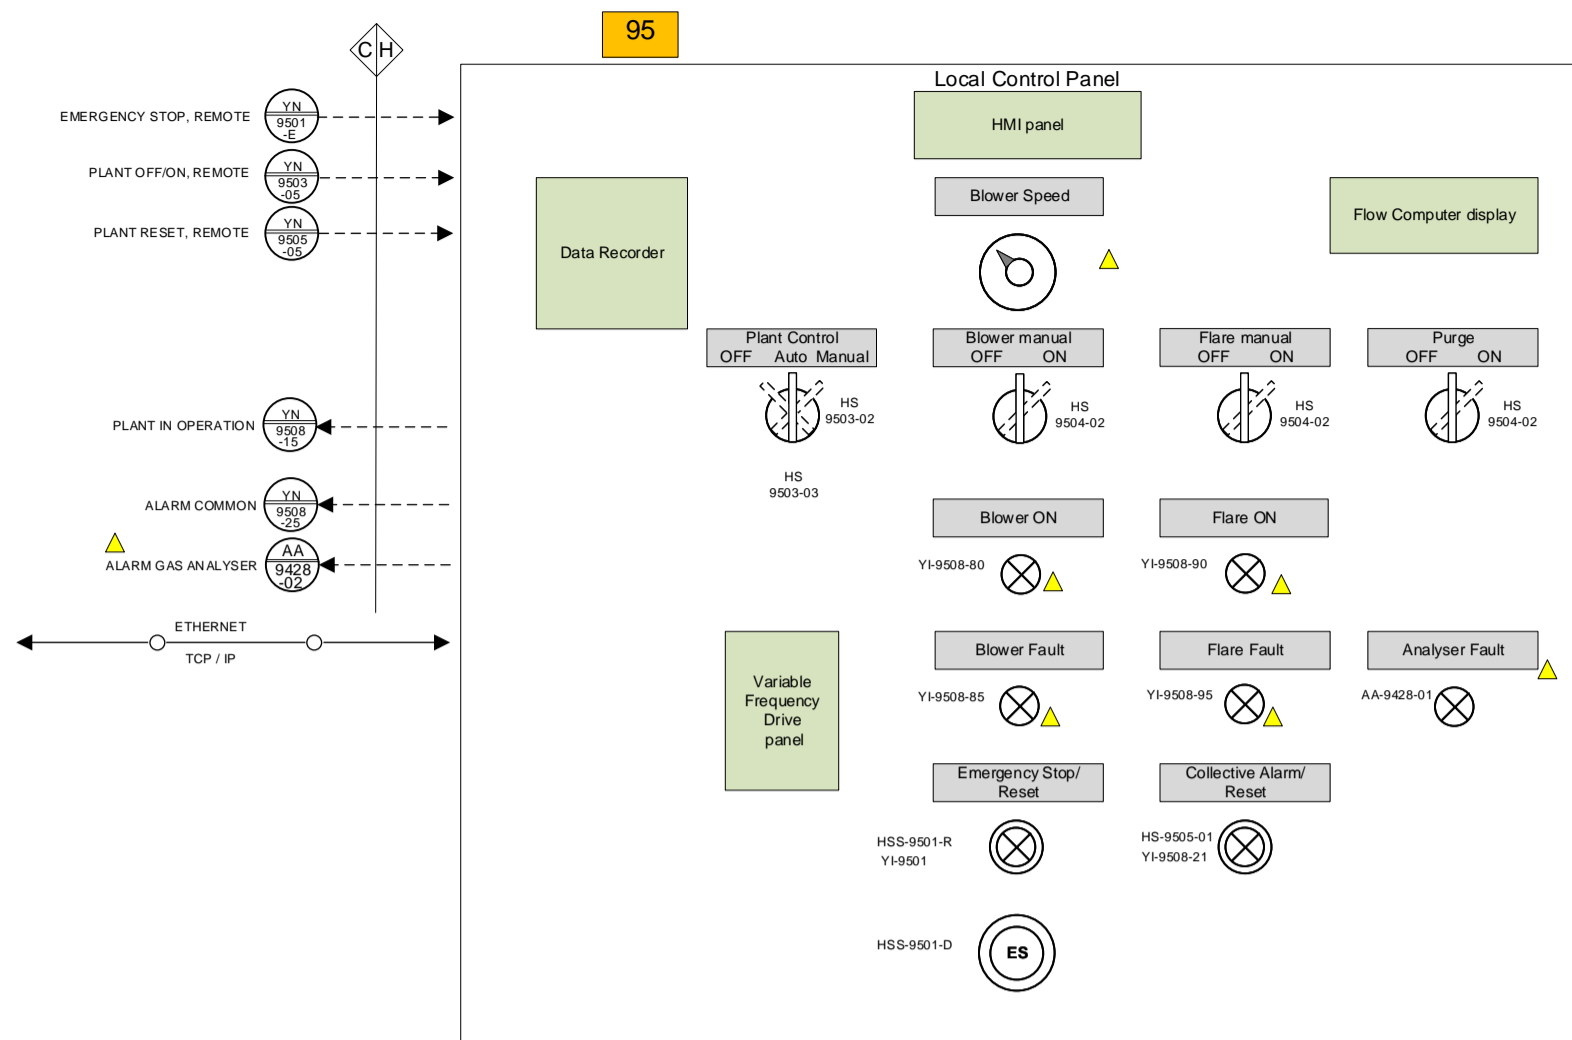 95
C H
Local Control Panel
HMI panel
EMERGENCY STOP, REMOTE
YN
9501
-E
PLANT OFF/ON, REMOTE
YN
9503
-05
PLANT RESET, REMOTE
YN
9505
-05
Data Recorder
Blower Speed
Flow Computer display
Plant Control
OFF Auto Manual
HS
9503-02
HS
9503-03
Blower manual
OFF ON
HS
9504-02
Flare manual
OFF ON
HS
9504-02
Purge
OFF ON
HS
9504-02
PLANT IN OPERATION
YN
9508
-15
ALARM COMMON
YN
9508
-25
ALARM GAS ANALYSER
AA
9428
-02
ETHERNET
TCP / IP
Blower ON
YI-9508-80
Flare ON
YI-9508-90
Variable
Frequency
Drive
panel
Blower Fault
YI-9508-85
Flare Fault
YI-9508-95
Analyser Fault
AA-9428-01
Emergency Stop/
Reset
HSS-9501-R
YI-9501
Collective Alarm/
Reset
HS-9505-01
YI-9508-21
HSS-9501-D
ES